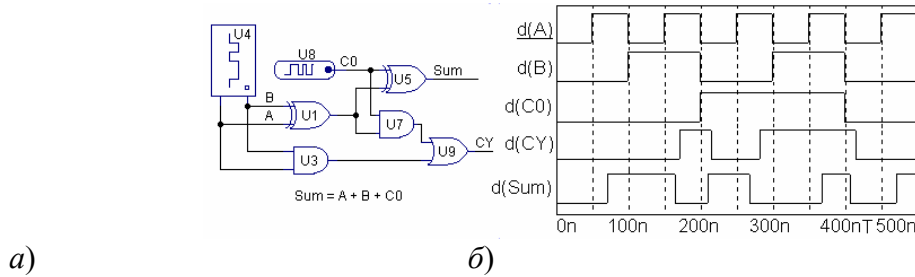 U4
U8
C0
U5
Sum
B
A
U1
U7
U9
CY
U3
Sum = A + B + C0
d(A)
d(B)
d(C0)
d(CY)
d(Sum)
0n 100n 200n 300n 400nT 500n
а) б)